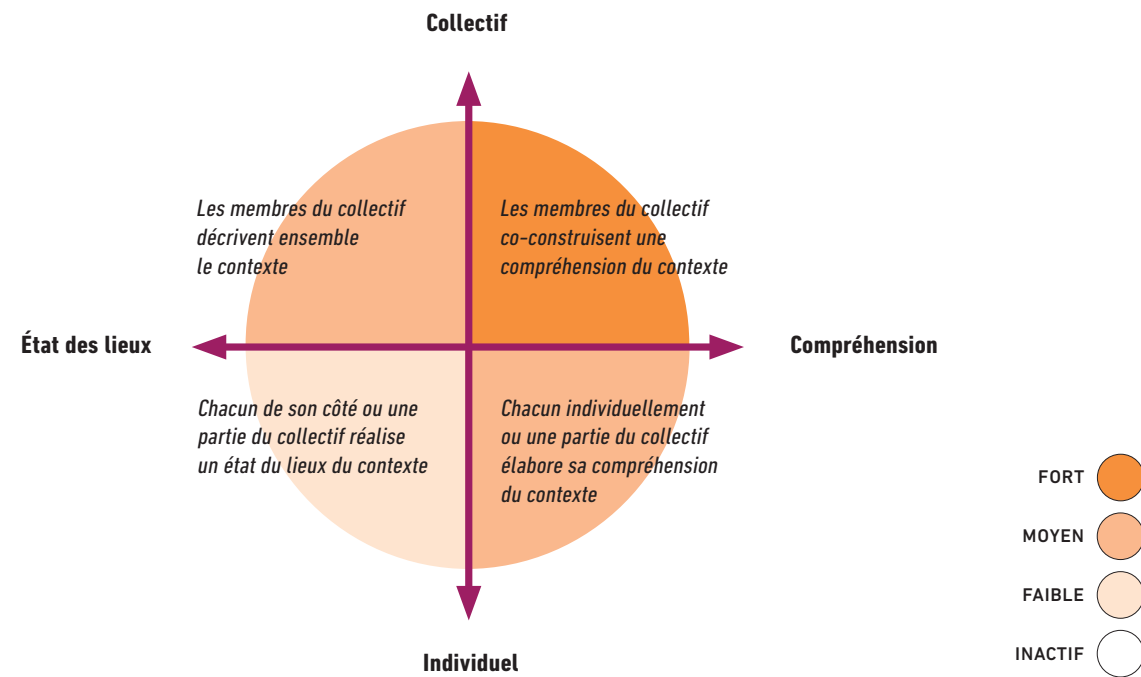 Collectif
Les membres du collectif
décrivent ensemble
le contexte
Les membres du collectif
co-construisent une
compréhension du contexte
État des lieux
Compréhension
Chacun de son côté ou une
partie du collectif réalise
un état du lieux du contexte
Chacun individuellement
ou une partie du collectif
élabore sa compréhension
du contexte
Individuel
FORT
MOYEN
FAIBLE
INACTIF